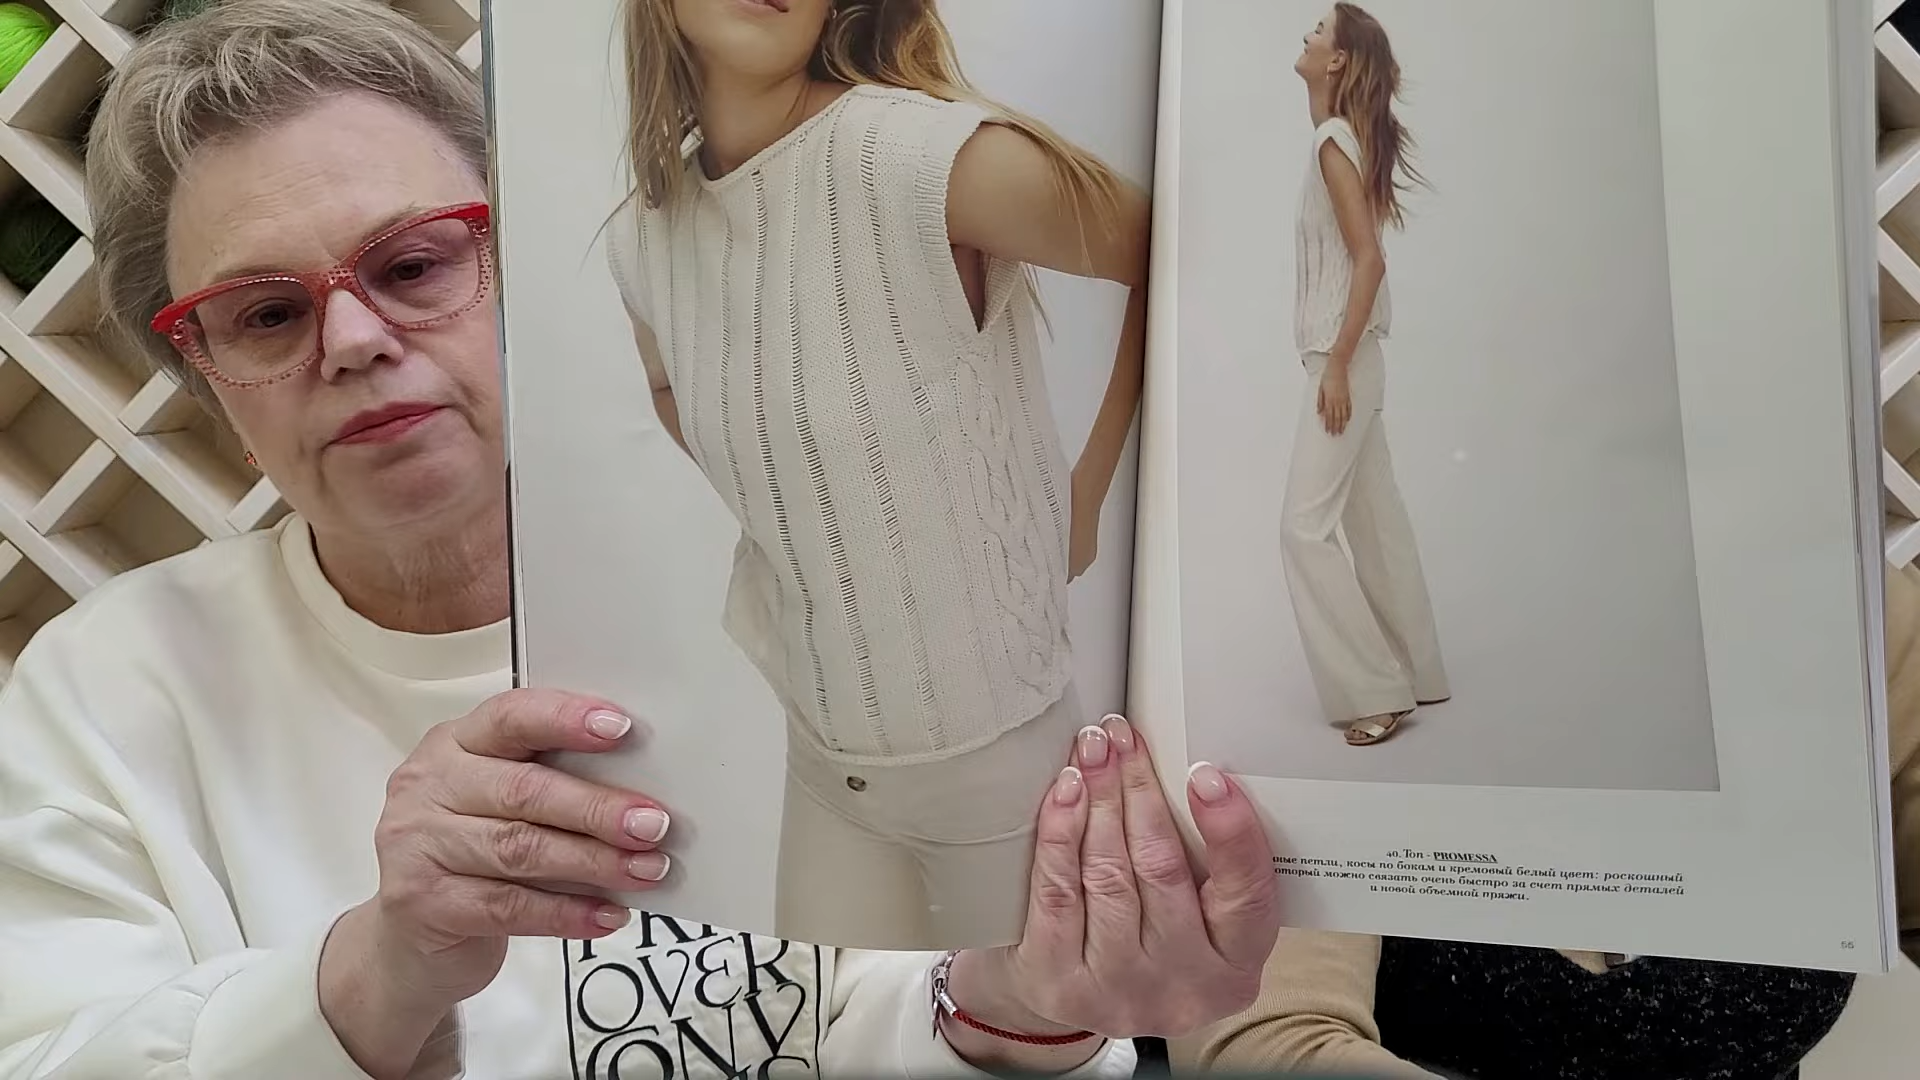 40. Топ - PROMESSA
петли, косы по бокам и кремовый белый цвет: роскошный
который можно связать очень быстро за счет прямых деталей
и новой объемной пряжи.
OVER